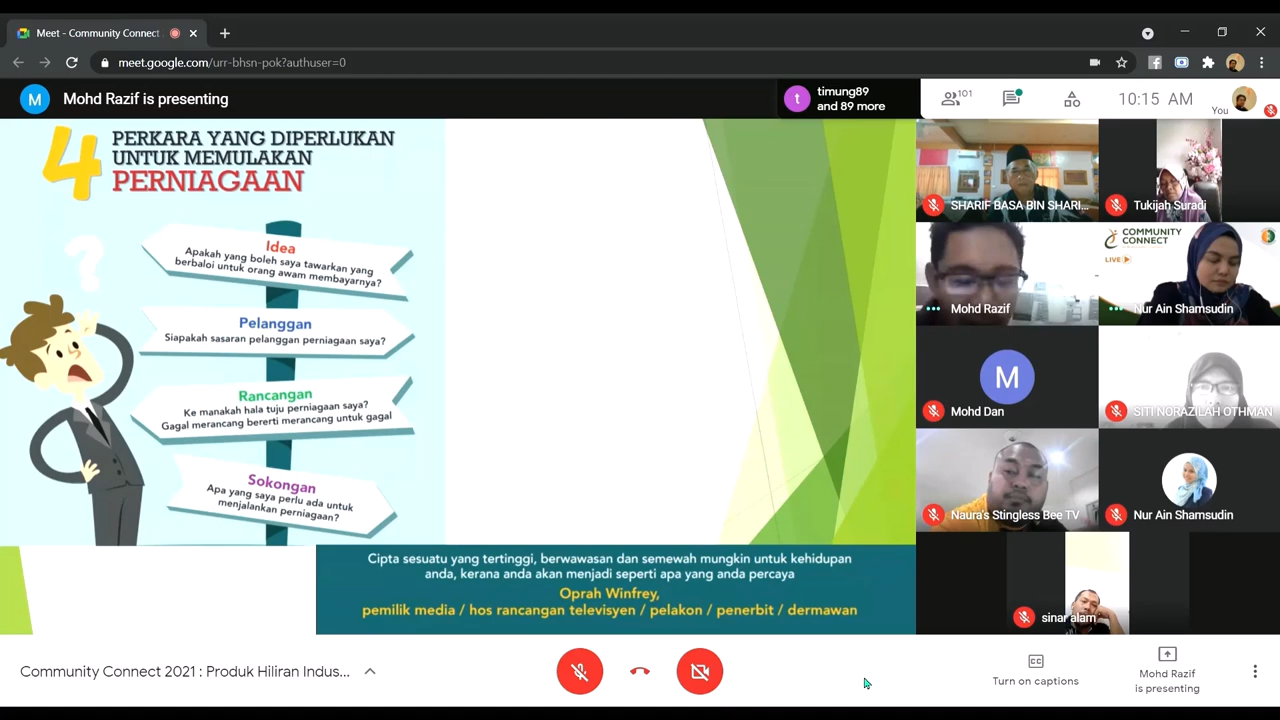 Meet - Community Connect
meet.google.com/urr-bhsn-pok?authuser=0
M
Mohd Razif is presenting
t
timung89
and 89 more
101
10:15 AM
You
4
PERKARA YANG DIPERLUKAN
UNTUK MEMULAKAN
PERNIAGAAN
?
Idea
Apakah yang boleh saya tawarkan yang
berbaloi untuk orang awam membayarnya?
Pelanggan
Siapakah sasaran pelanggan perniagaan saya?
Rancangan
Ke manakah hala tuju perniagaan saya?
Gagal merancang bererti merancang untuk gagal
Sokongan
Apa yang saya perlu ada untuk
menjalankan perniagaan?
Cipta sesuatu yang tertinggi, berwawasan dan semewah mungkin untuk kehidupan
anda, kerana anda akan menjadi seperti apa yang anda percaya
Oprah Winfrey,
pemilik media / hos rancangan televisyen / pelakon / penerbit / dermawan
SHARIF BASA BIN SHARI...
Tukijah Suradi
Mohd Razif
COMMUNITY
CONNECT
LIVE
Nur Ain Shamsudin
M
Mohd Dan
SITI NORAZILAH OTHMAN
Naura's Stingless Bee TV
Nur Ain Shamsudin
sinar alam
Community Connect 2021 : Produk Hiliran Indus...
CC
Turn on captions
Mohd Razif
is presenting